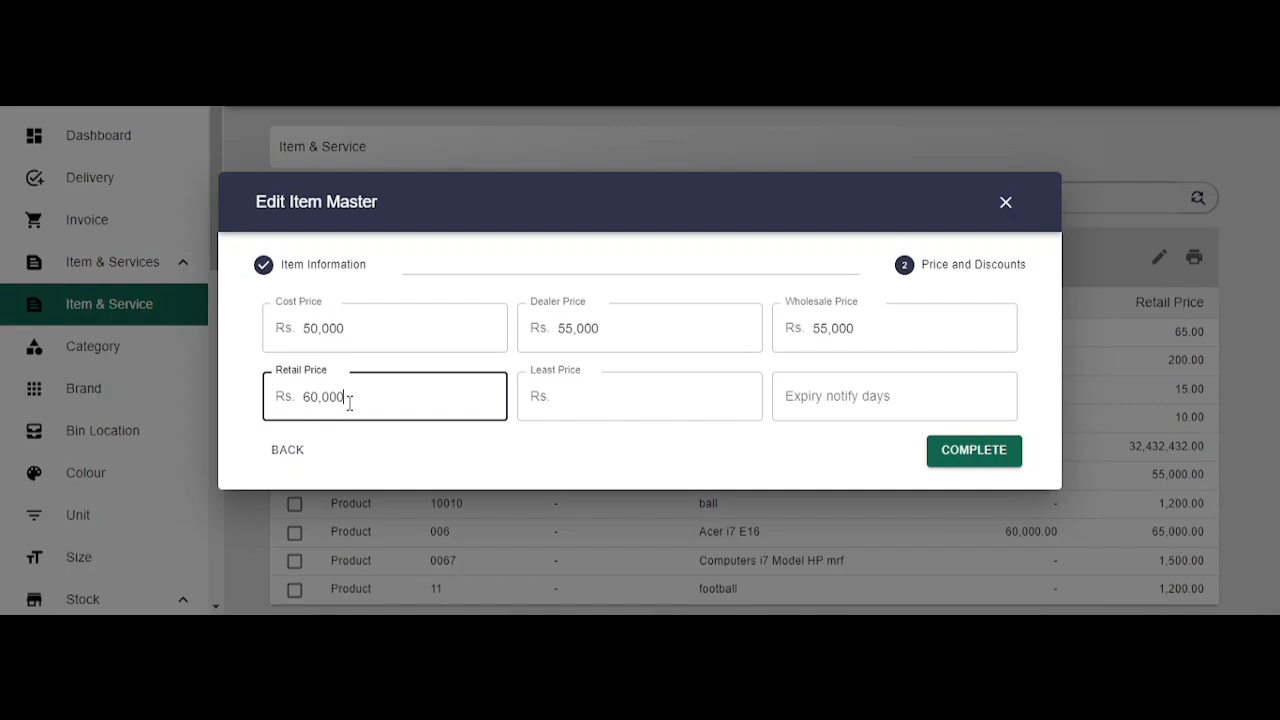 Dashboard
Delivery
Invoice
Item & Services
Item & Service
Category
Brand
Bin Location
Colour
Unit
Size
Stock
Item & Service
Edit Item Master
Item Information
2 Price and Discounts
Cost Price
Rs. 50,000
Dealer Price
Rs. 55,000
Wholesale Price
Rs. 55,000
Retail Price
Rs. 60,000
Least Price
Rs.
Expiry notify days
BACK
COMPLETE
Retail Price
65.00
200.00
15.00
10.00
32,432,432.00
55,000.00
Product 10010 - ball - 1,200.00
Product 006 - Acer i7 E16 60,000.00 65,000.00
Product 0067 - Computers i7 Model HP mrf - 1,500.00
Product 11 - football - 1,200.00